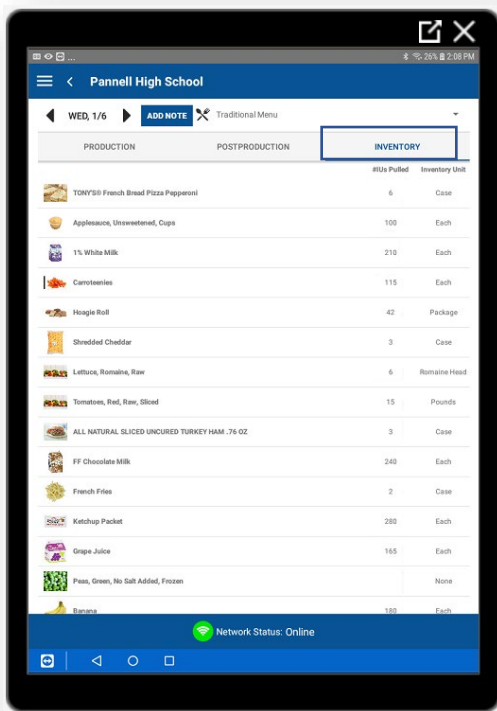 26% 2:08 PM
Pannell High School
WED, 1/6 ADD NOTE Traditional Menu
PRODUCTION POSTPRODUCTION INVENTORY
#IUs Pulled Inventory Unit
TONY'S® French Bread Pizza Pepperoni 6 Case
Applesauce, Unsweetened, Cups 100 Each
1% White Milk 210 Each
Carroteenies 115 Each
Hoagie Roll 42 Package
Shredded Cheddar 3 Case
Lettuce, Romaine, Raw 6 Romaine Head
Tomatoes, Red, Raw, Sliced 15 Pounds
ALL NATURAL SLICED UNCURED TURKEY HAM .76 OZ 3 Case
FF Chocolate Milk 240 Each
French Fries 2 Case
Ketchup Packet 280 Each
Grape Juice 165 Each
Peas, Green, No Salt Added, Frozen None
Banana 180 Each
Network Status: Online